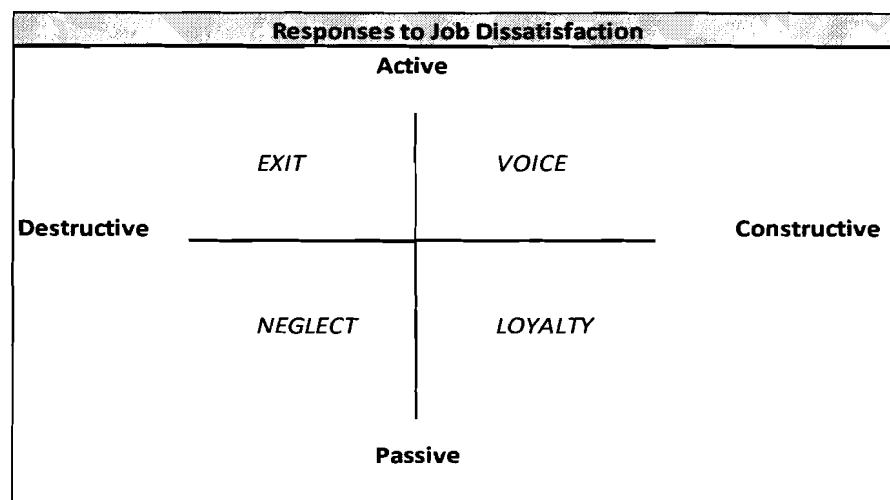 Responses to Job Dissatisfaction
Active
EXIT VOICE
Destructive Constructive
NEGLECT LOYALTY
Passive